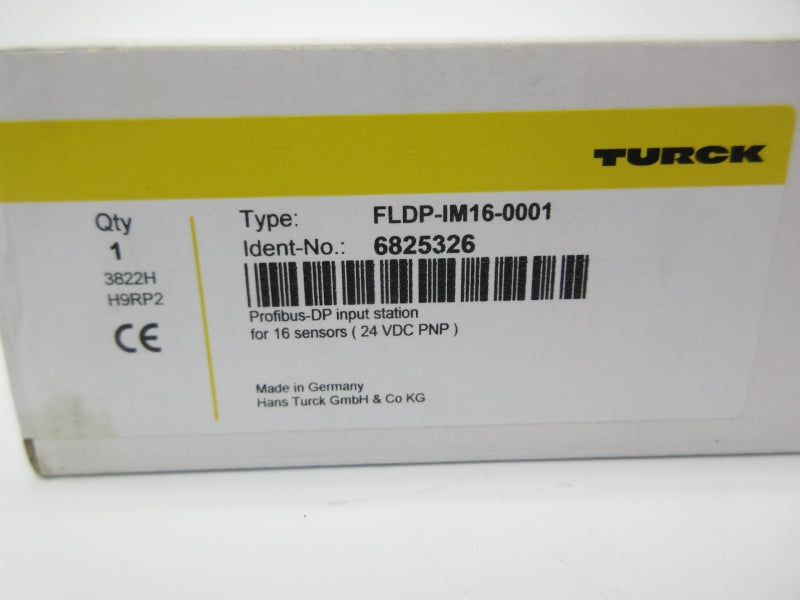 TURCK
Qty
1
3822H
H9RP2
CE
Type: FLDP-IM16-0001
Ident-No.: 6825326
Profibus-DP input station
for 16 sensors ( 24 VDC PNP )
Made in Germany
Hans Turck GmbH & Co KG